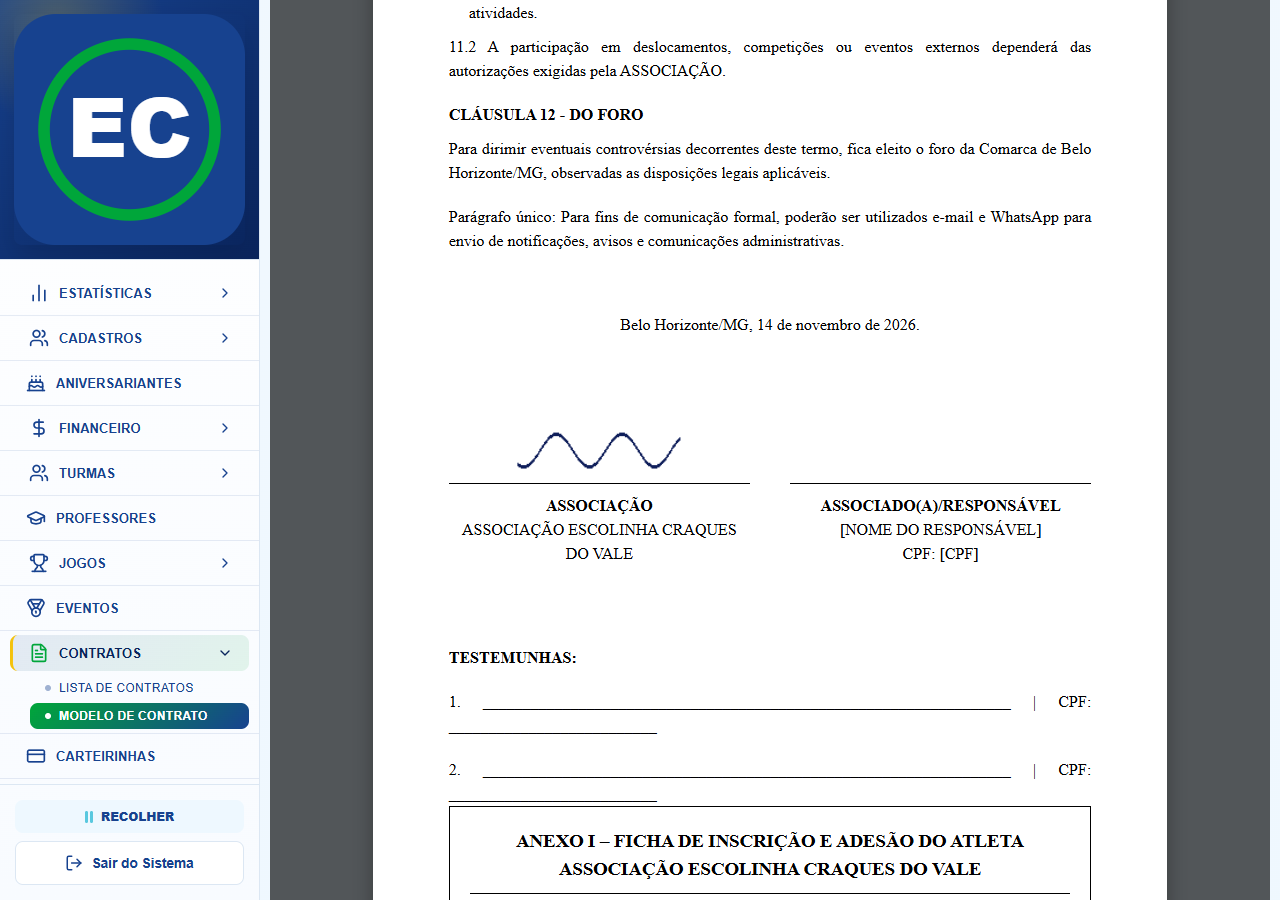 EC
ESTATÍSTICAS
CADASTROS
ANIVERSARIANTES
FINANCEIRO
TURMAS
PROFESSORES
JOGOS
EVENTOS
CONTRATOS
LISTA DE CONTRATOS
MODELO DE CONTRATO
CARTEIRINHAS
RECOLHER
Sair do Sistema
atividades.
11.2 A participação em deslocamentos, competições ou eventos externos dependerá das
autorizações exigidas pela ASSOCIAÇÃO.
CLÁUSULA 12 - DO FORO
Para dirimir eventuais controvérsias decorrentes deste termo, fica eleito o foro da Comarca de Belo
Horizonte/MG, observadas as disposições legais aplicáveis.
Parágrafo único: Para fins de comunicação formal, poderão ser utilizados e-mail e WhatsApp para
envio de notificações, avisos e comunicações administrativas.
Belo Horizonte/MG, 14 de novembro de 2026.
ASSOCIAÇÃO
ASSOCIAÇÃO ESCOLINHA CRAQUES
DO VALE
ASSOCIADO(A)/RESPONSÁVEL
[NOME DO RESPONSÁVEL]
CPF: [CPF]
TESTEMUNHAS:
1. ____________________ | CPF:
____________________
2. ____________________ | CPF:
____________________
ANEXO I – FICHA DE INSCRIÇÃO E ADESÃO DO ATLETA
ASSOCIAÇÃO ESCOLINHA CRAQUES DO VALE